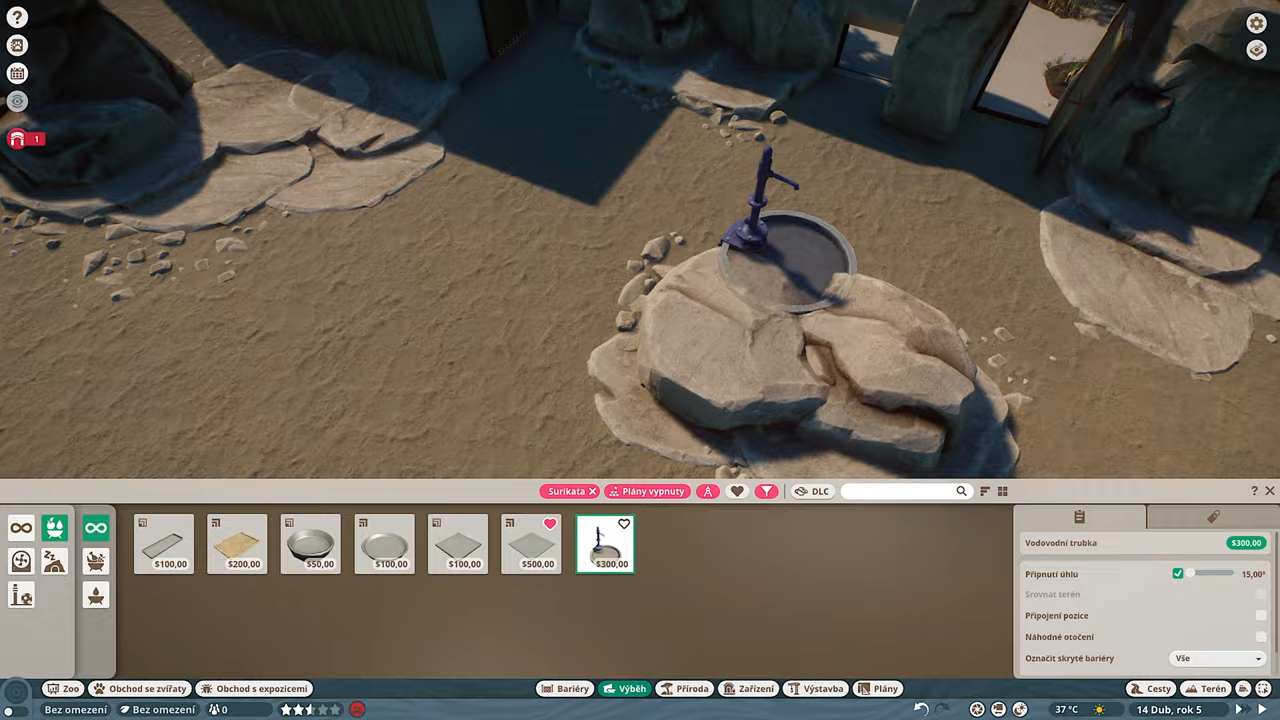 ?
1
Surikata ✕
Plány vypnuty
DLC
? ✕
$100,00
$200,00
$50,00
$100,00
$100,00
$500,00
$300,00
Vodovodní trubka $300,00
Připnutí úhlu 15,00°
Srovnat terén
Připojení pozice
Náhodné otočení
Označit skryté bariéry Vše
Zoo
Obchod se zvířaty
Obchod s expozicemi
Bariéry
Výběh
Příroda
Zařízení
Výstavba
Plány
Cesty
Terén
Bez omezení
Bez omezení
0
37 °C
14 Dub, rok 5